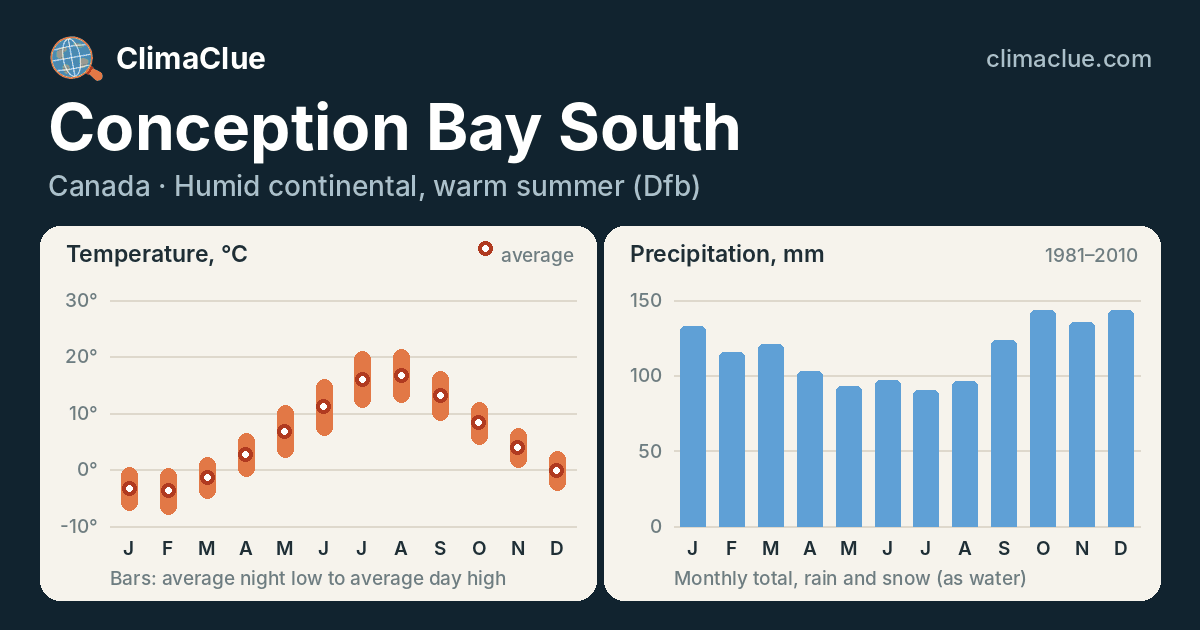 ClimaClue
climaclue.com
Conception Bay South
Canada · Humid continental, warm summer (Dfb)
Temperature, °C
average
30°
20°
10°
0°
-10°
J F M A M J J A S O N D
Bars: average night low to average day high
Precipitation, mm
1981–2010
150
100
50
0
J F M A M J J A S O N D
Monthly total, rain and snow (as water)